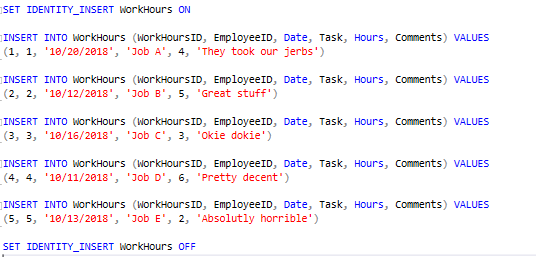 SET IDENTITY_INSERT WorkHours ON
INSERT INTO WorkHours (WorkHoursID, EmployeeID, Date, Task, Hours, Comments) VALUES
(1, 1, '10/20/2018', 'Job A', 4, 'They took our jerbs')
INSERT INTO WorkHours (WorkHoursID, EmployeeID, Date, Task, Hours, Comments) VALUES
(2, 2, '10/12/2018', 'Job B', 5, 'Great stuff')
INSERT INTO WorkHours (WorkHoursID, EmployeeID, Date, Task, Hours, Comments) VALUES
(3, 3, '10/16/2018', 'Job C', 3, 'Okie dokie')
INSERT INTO WorkHours (WorkHoursID, EmployeeID, Date, Task, Hours, Comments) VALUES
(4, 4, '10/11/2018', 'Job D', 6, 'Pretty decent')
INSERT INTO WorkHours (WorkHoursID, EmployeeID, Date, Task, Hours, Comments) VALUES
(5, 5, '10/13/2018', 'Job E', 2, 'Absolutly horrible')
SET IDENTITY_INSERT WorkHours OFF